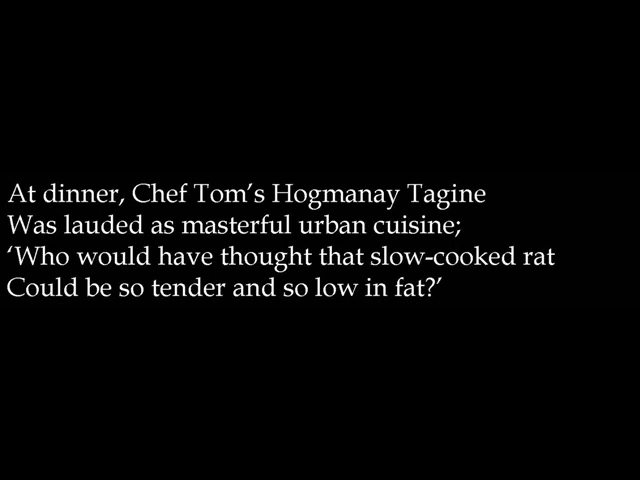 At dinner, Chef Tom’s Hogmanay Tagine
Was lauded as masterful urban cuisine;
‘Who would have thought that slow-cooked rat
Could be so tender and so low in fat?’